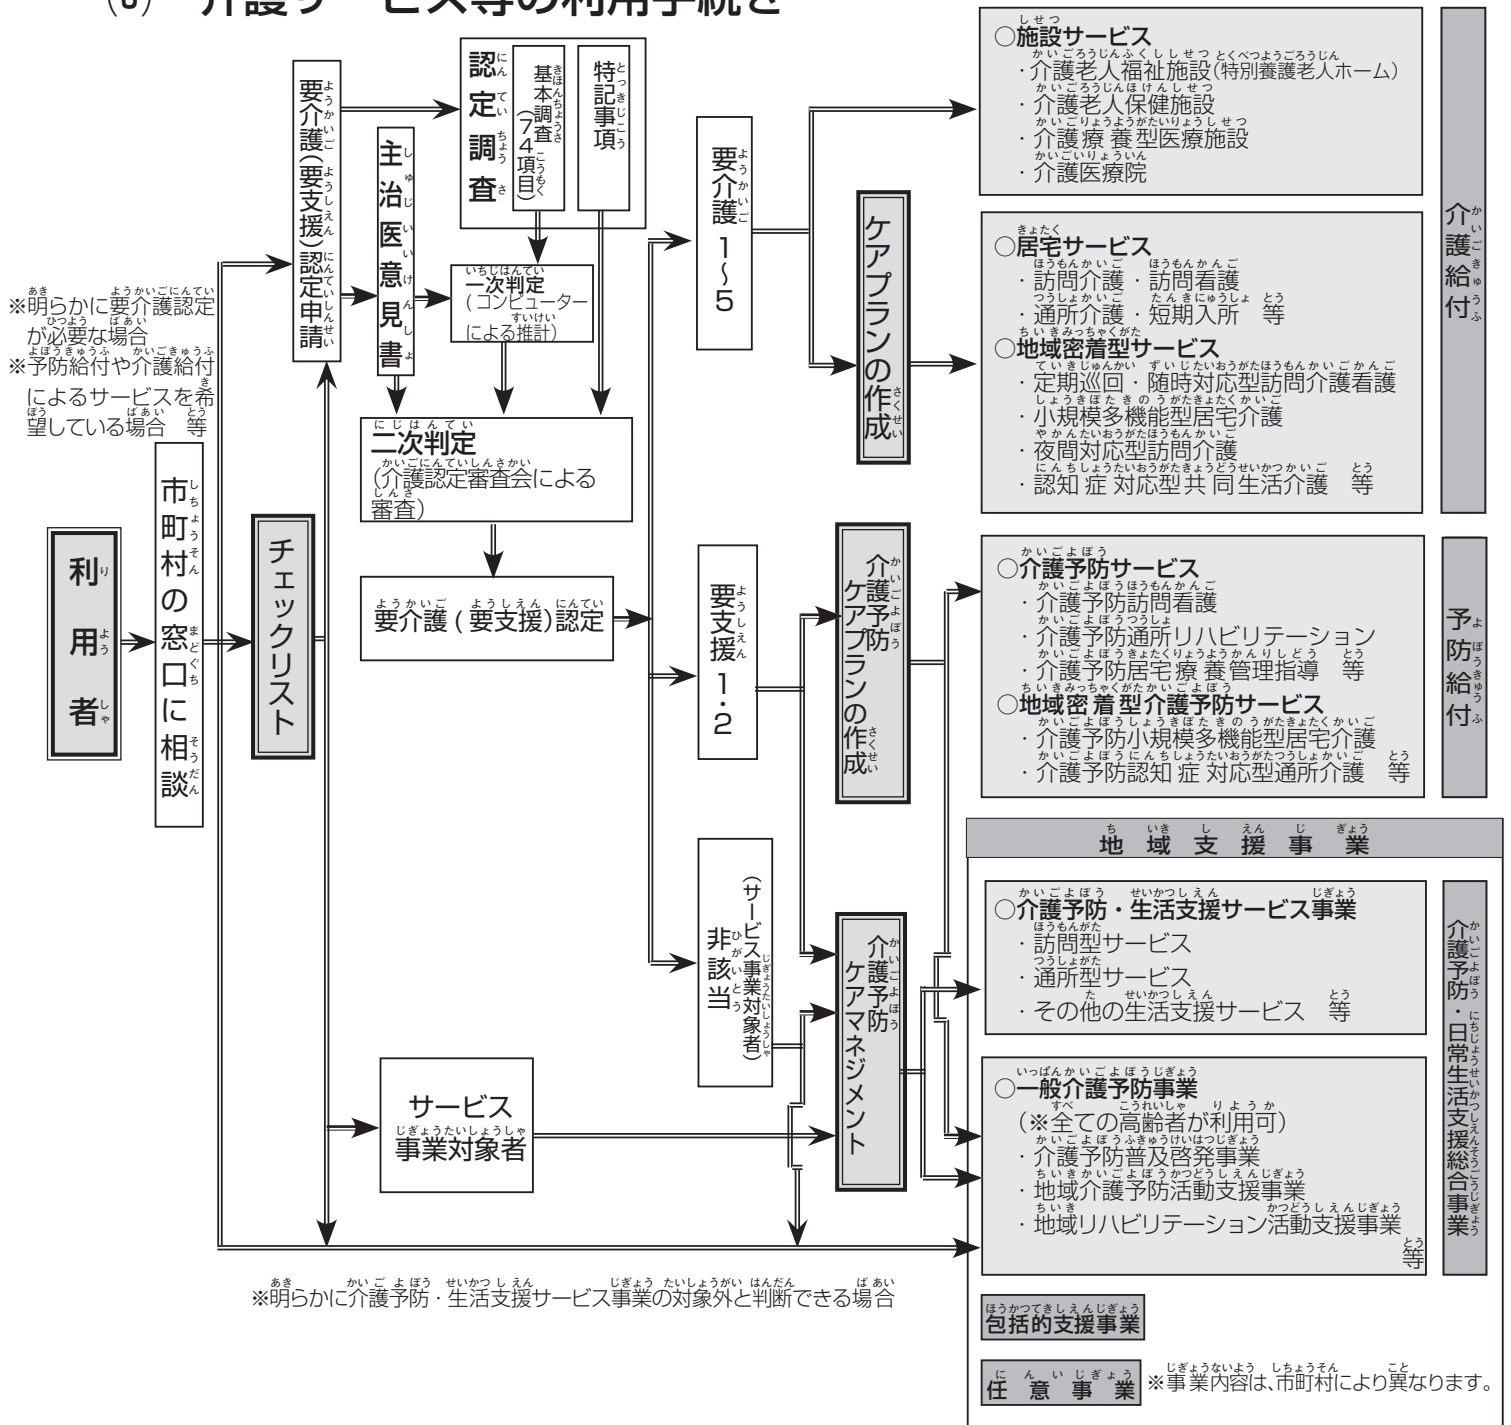 介護サービス等の利用手続き
利用者
市町村の窓口に相談
チェックリスト
※明らかに要介護認定
が必要な場合
※予防給付や介護給付
によるサービスを希
望している場合　等
要介護(要支援)認定申請
主治医意見書
認定調査
基本調査
(74項目)
特記事項
一次判定
(コンピューター
による推計)
二次判定
(介護認定審査会による
審査)
要介護(要支援)認定
要介護1〜5
要支援1・2
非該当
(サービス事業対象者)
サービス
事業対象者
ケアプランの作成
介護予防
ケアプランの作成
介護予防
ケアマネジメント
○施設サービス
・介護老人福祉施設(特別養護老人ホーム)
・介護老人保健施設
・介護療養型医療施設
・介護医療院
○居宅サービス
・訪問介護・訪問看護
・通所介護・短期入所　等
○地域密着型サービス
・定期巡回・随時対応型訪問介護看護
・小規模多機能型居宅介護
・夜間対応型訪問介護
・認知症対応型共同生活介護　等
介護給付
○介護予防サービス
・介護予防訪問看護
・介護予防通所リハビリテーション
・介護予防居宅療養管理指導　等
○地域密着型介護予防サービス
・介護予防小規模多機能型居宅介護
・介護予防認知症対応型通所介護　等
予防給付
地域支援事業
○介護予防・生活支援サービス事業
・訪問型サービス
・通所型サービス
・その他の生活支援サービス　等
○一般介護予防事業
(※全ての高齢者が利用可)
・介護予防普及啓発事業
・地域介護予防活動支援事業
・地域リハビリテーション活動支援事業
等
介護予防・日常生活支援総合事業
※明らかに介護予防・生活支援サービス事業の対象外と判断できる場合
包括的支援事業
任意事業
※事業内容は、市町村により異なります。